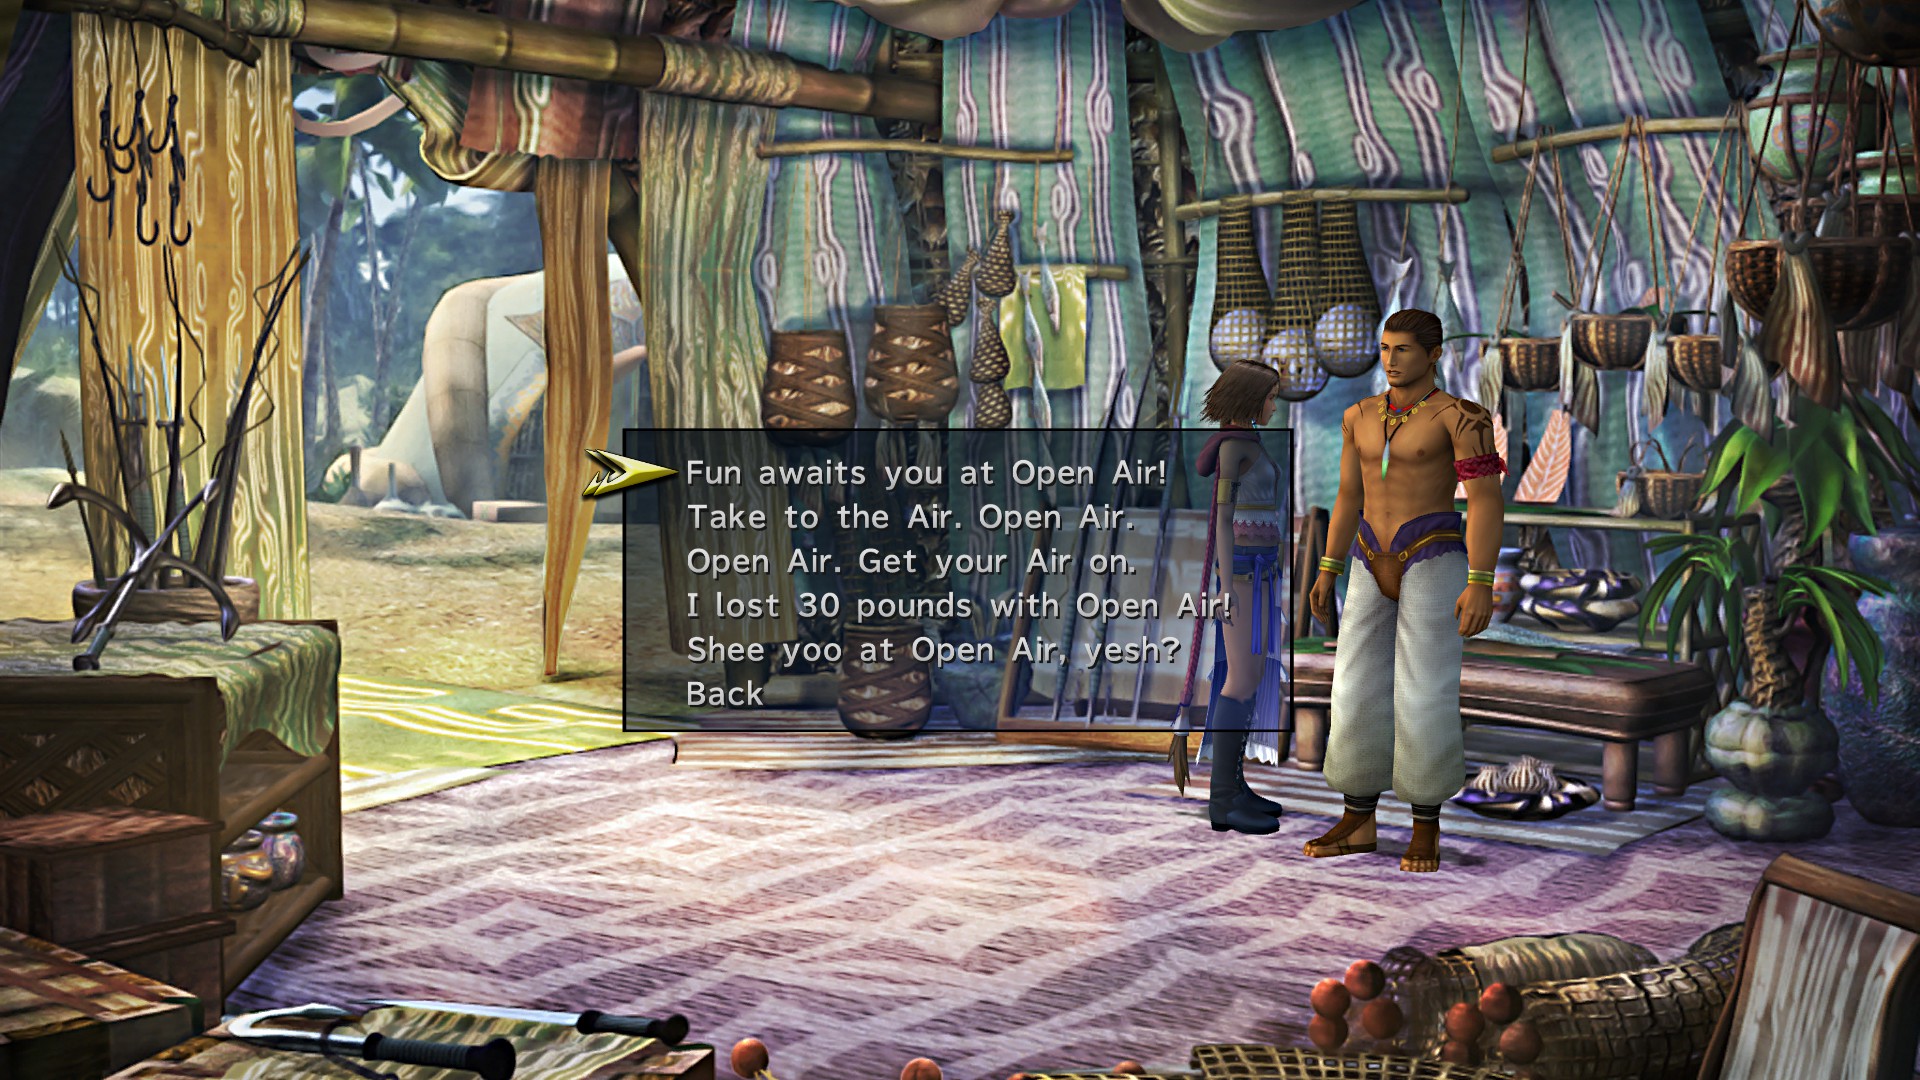 Fun awaits you at Open Air!
Take to the Air. Open Air.
Open Air. Get your Air on.
I lost 30 pounds with Open Air!
Shee yoo at Open Air, yesh?
Back